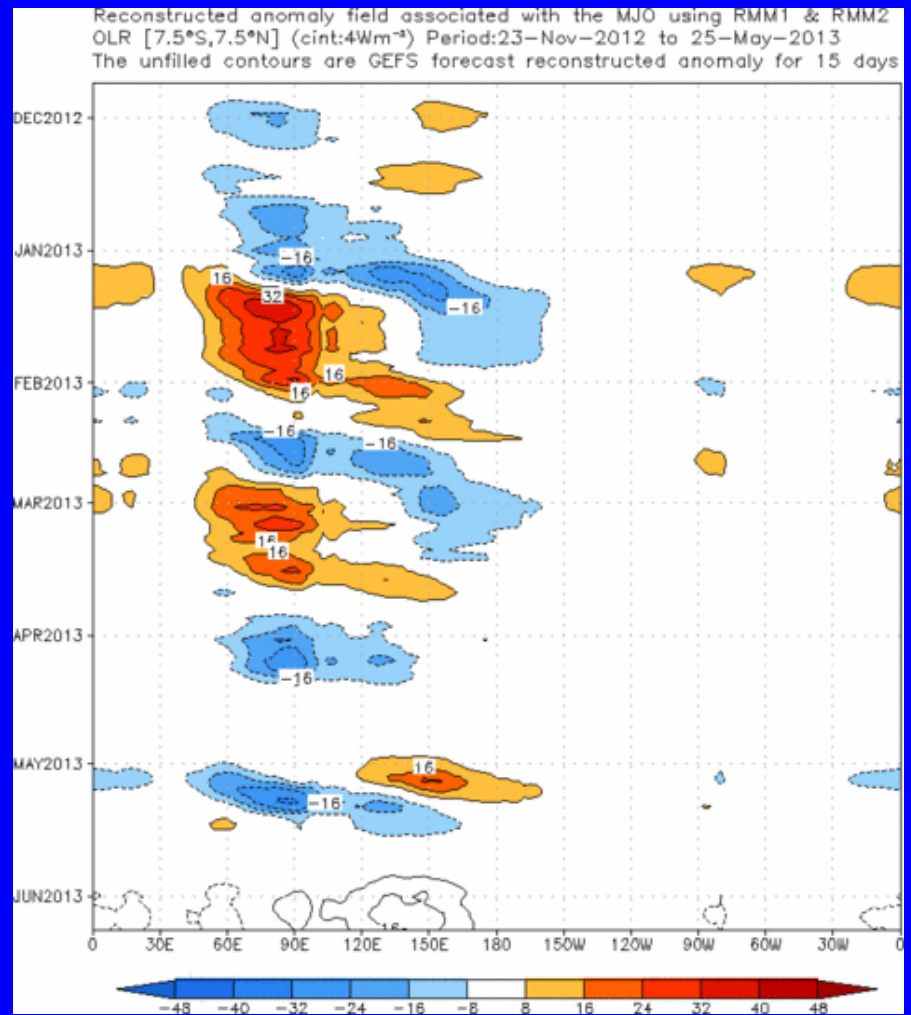 Reconstructed anomaly field associated with the MJO using RMM1 & RMM2
OLR [7.5°S,7.5°N] (cint:4Wm⁻²) Period:23-Nov-2012 to 25-May-2013
The unfilled contours are GEFS forecast reconstructed anomaly for 15 days
DEC2012
JAN2013
-16
16
32
-16
16
FEB2013
16
-16
-16
MAR2013
16
16
APR2013
-16
MAY2013
16
-16
JUN2013
16
0 30E 60E 90E 120E 150E 180 150W 120W 90W 60W 30W 0
-48 -40 -32 -24 -16 -8 8 16 24 32 40 48